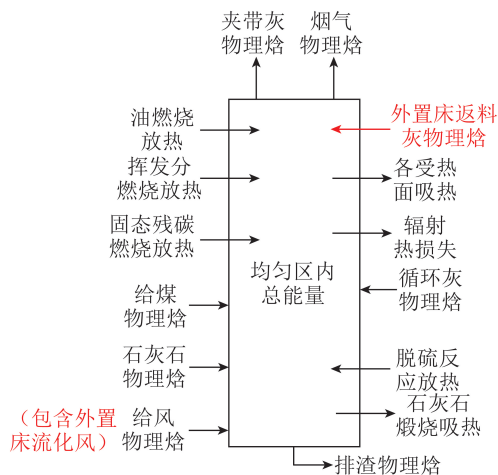 夹带灰
物理焓
烟气
物理焓
油燃烧
放热
挥发分
燃烧放热
固态残碳
燃烧放热
给煤
物理焓
石灰石
物理焓
（包含外置
床流化风）
给风
物理焓
均匀区内
总能量
外置床返料
灰物理焓
各受热
面吸热
辐射
热损失
循环灰
物理焓
脱硫反
应放热
石灰石
煅烧吸热
排渣物理焓